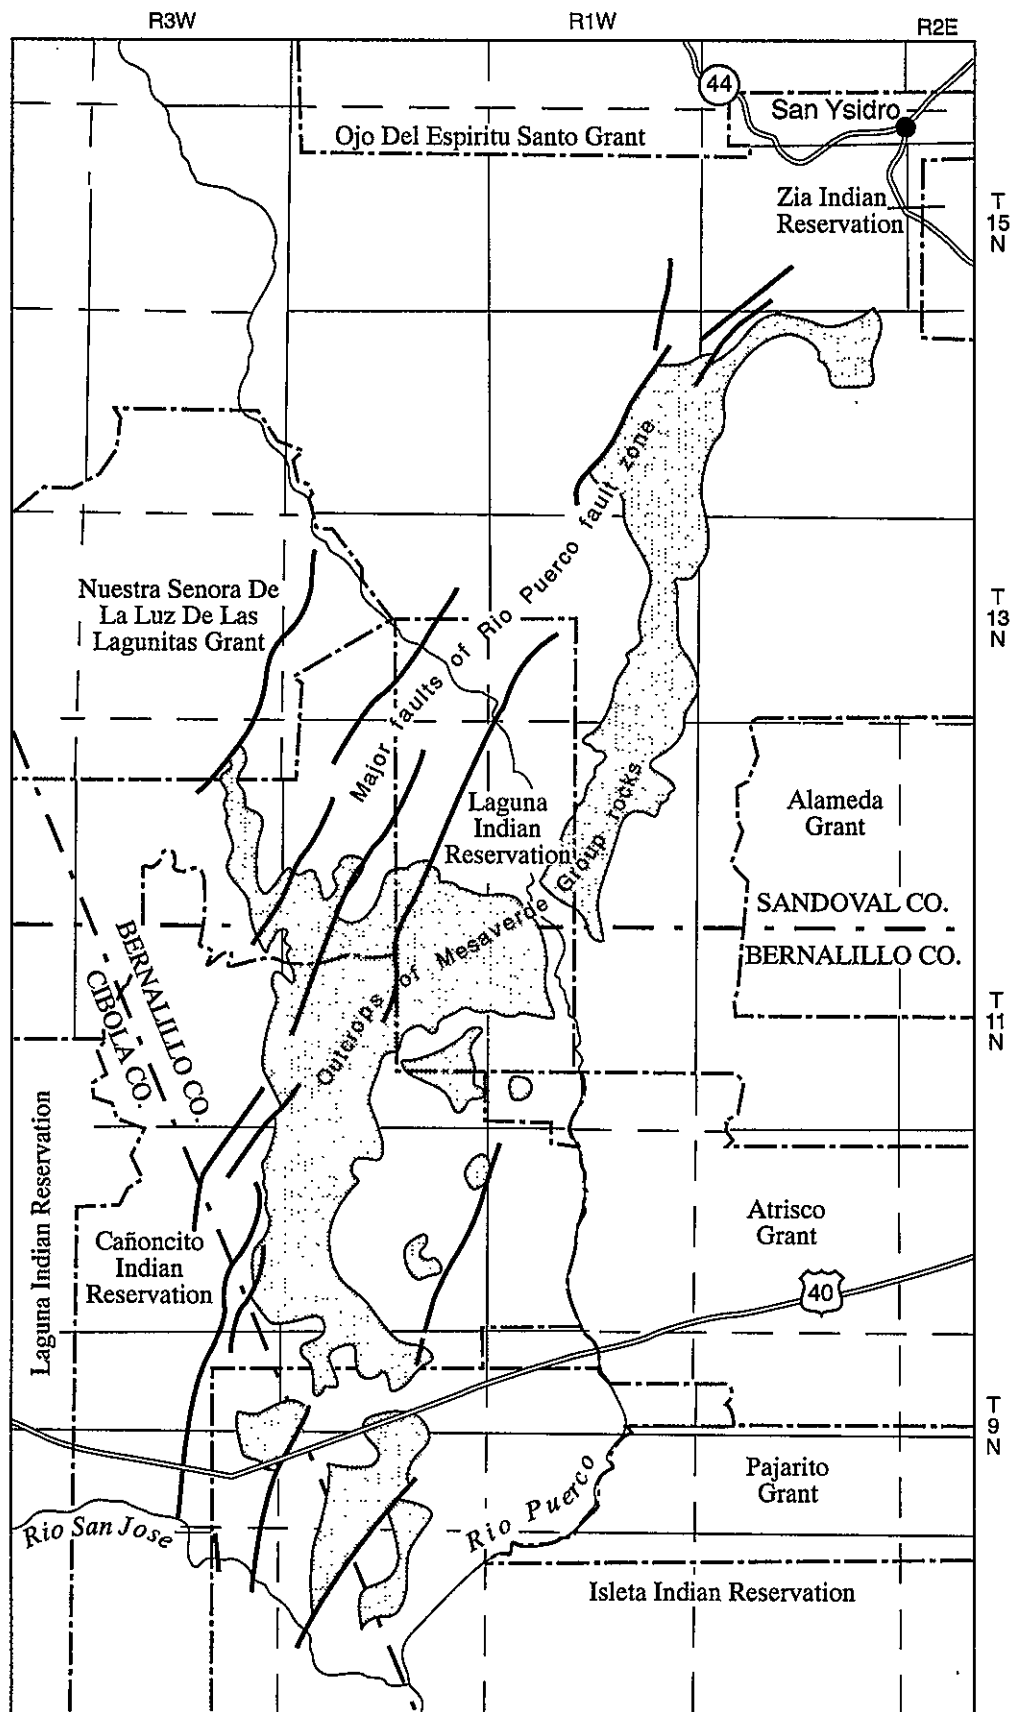 R3W
R1W
R2E
44
San Ysidro
Ojo Del Espiritu Santo Grant
Zia Indian
Reservation
T
15
N
Major faults of Rio Puerco fault zone
Nuestra Senora De
La Luz De Las
Lagunitas Grant
T
13
N
Laguna
Indian
Reservation
Alameda
Grant
Outcrops of Mesaverde Group rocks
SANDOVAL CO.
BERNALILLO CO.
BERNALILLO CO.
CIBOLA CO.
T
11
N
Laguna Indian Reservation
Cañoncito
Indian
Reservation
Atrisco
Grant
40
T
9
N
Pajarito
Grant
Rio San Jose
Rio Puerco
Isleta Indian Reservation